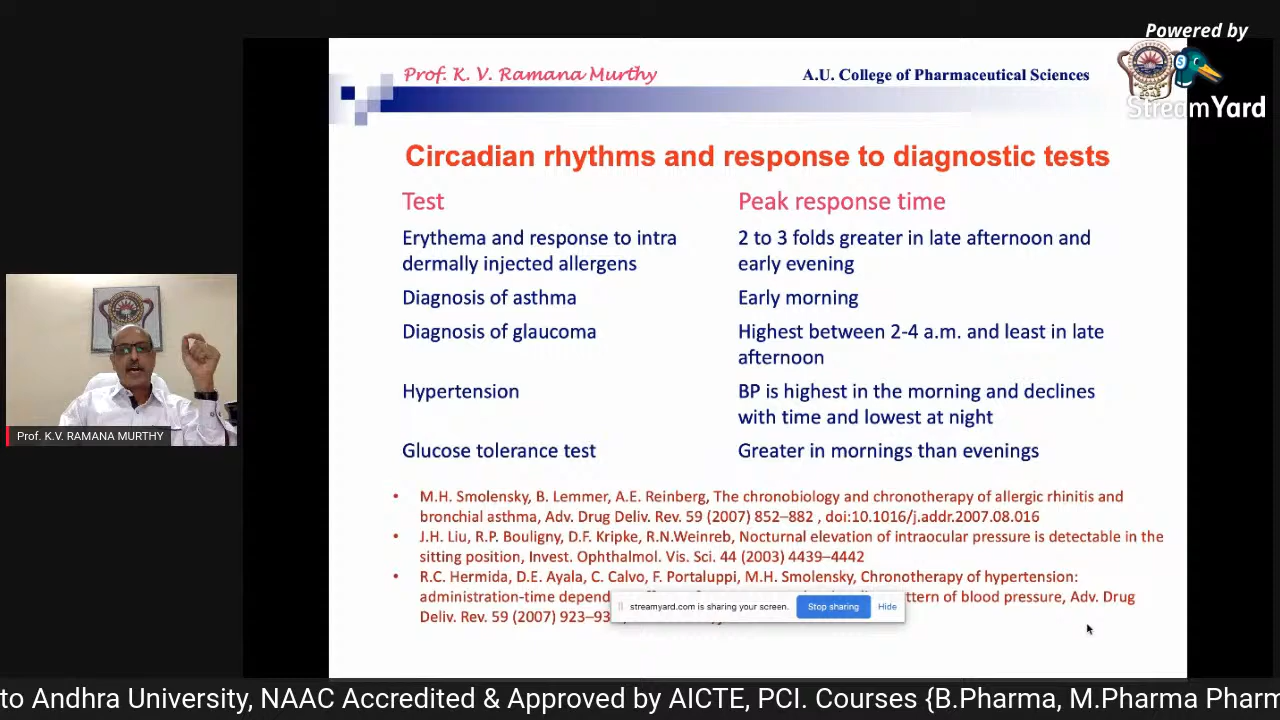 Powered by
StreamYard
Prof. K. V. Ramana Murthy
A.U. College of Pharmaceutical Sciences
Circadian rhythms and response to diagnostic tests
Test
Peak response time
Erythema and response to intra
dermally injected allergens
2 to 3 folds greater in late afternoon and
early evening
Diagnosis of asthma
Early morning
Diagnosis of glaucoma
Highest between 2-4 a.m. and least in late
afternoon
Hypertension
BP is highest in the morning and declines
with time and lowest at night
Glucose tolerance test
Greater in mornings than evenings
• M.H. Smolensky, B. Lemmer, A.E. Reinberg, The chronobiology and chronotherapy of allergic rhinitis and
bronchial asthma, Adv. Drug Deliv. Rev. 59 (2007) 852–882 , doi:10.1016/j.addr.2007.08.016
• J.H. Liu, R.P. Bouligny, D.F. Kripke, R.N.Weinreb, Nocturnal elevation of intraocular pressure is detectable in the
sitting position, Invest. Ophthalmol. Vis. Sci. 44 (2003) 4439–4442
• R.C. Hermida, D.E. Ayala, C. Calvo, F. Portaluppi, M.H. Smolensky, Chronotherapy of hypertension:
administration-time depend ttern of blood pressure, Adv. Drug
Deliv. Rev. 59 (2007) 923–93
streamyard.com is sharing your screen.
Stop sharing
Hide
Prof. K.V. RAMANA MURTHY
to Andhra University, NAAC Accredited & Approved by AICTE, PCI. Courses {B.Pharma, M.Pharma Pharm